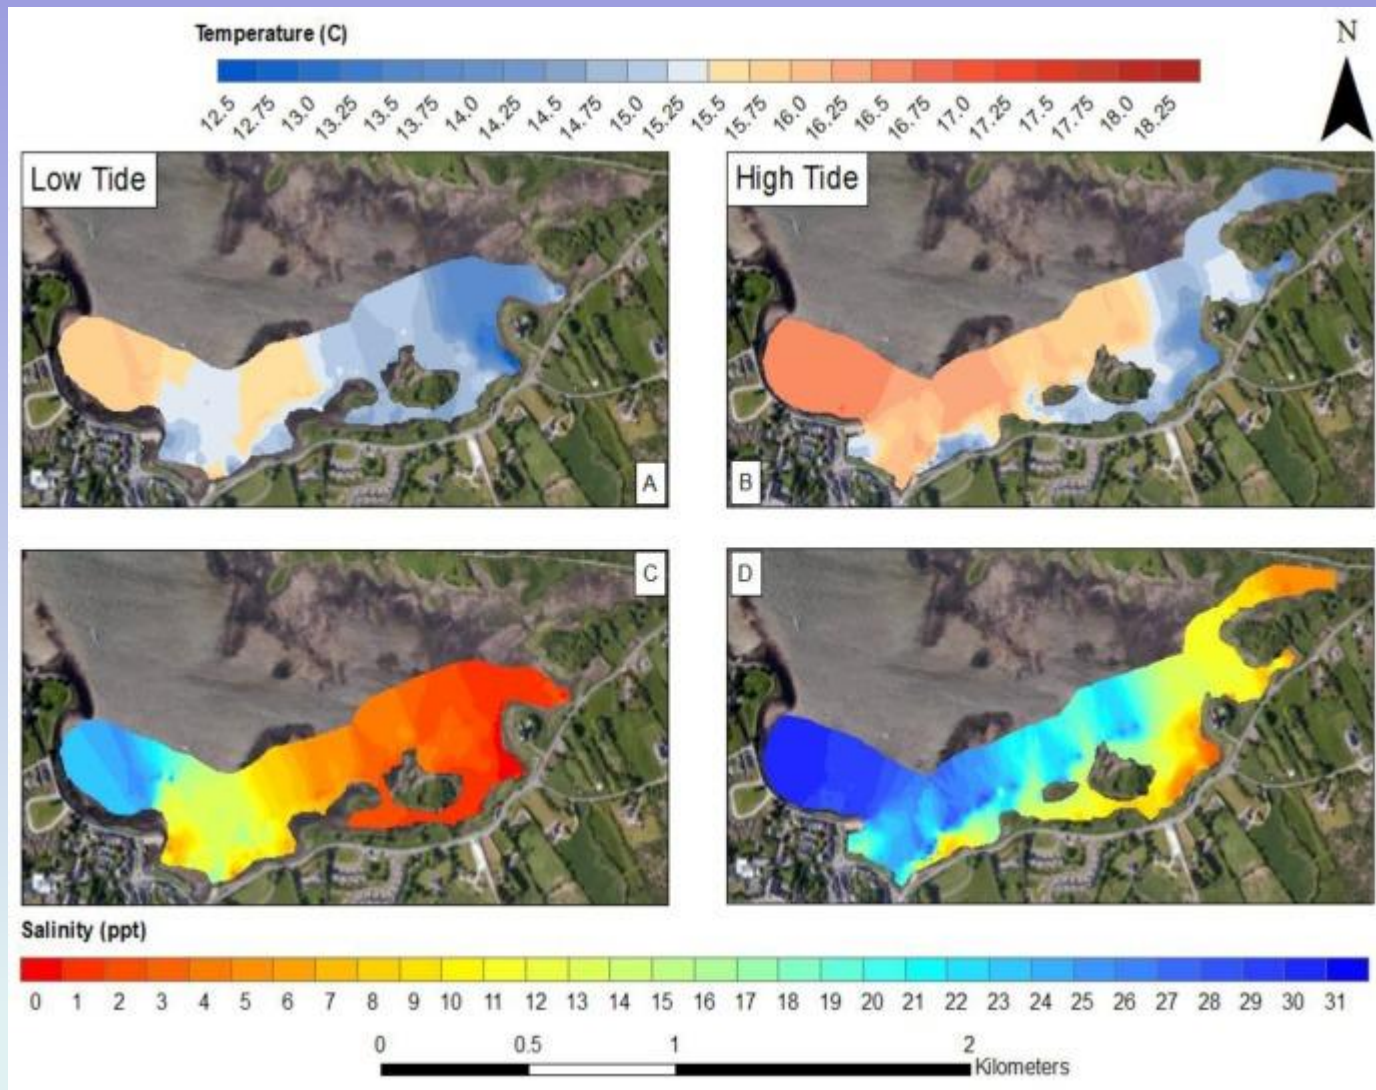 Temperature (C)
N
12.5 12.75 13.0 13.25 13.5 13.75 14.0 14.25 14.5 14.75 15.0 15.25 15.5 15.75 16.0 16.25 16.5 16.75 17.0 17.25 17.5 17.75 18.0 18.25
Low Tide
High Tide
A
B
C
D
Salinity (ppt)
0 1 2 3 4 5 6 7 8 9 10 11 12 13 14 15 16 17 18 19 20 21 22 23 24 25 26 27 28 29 30 31
0 0.5 1 2
Kilometers